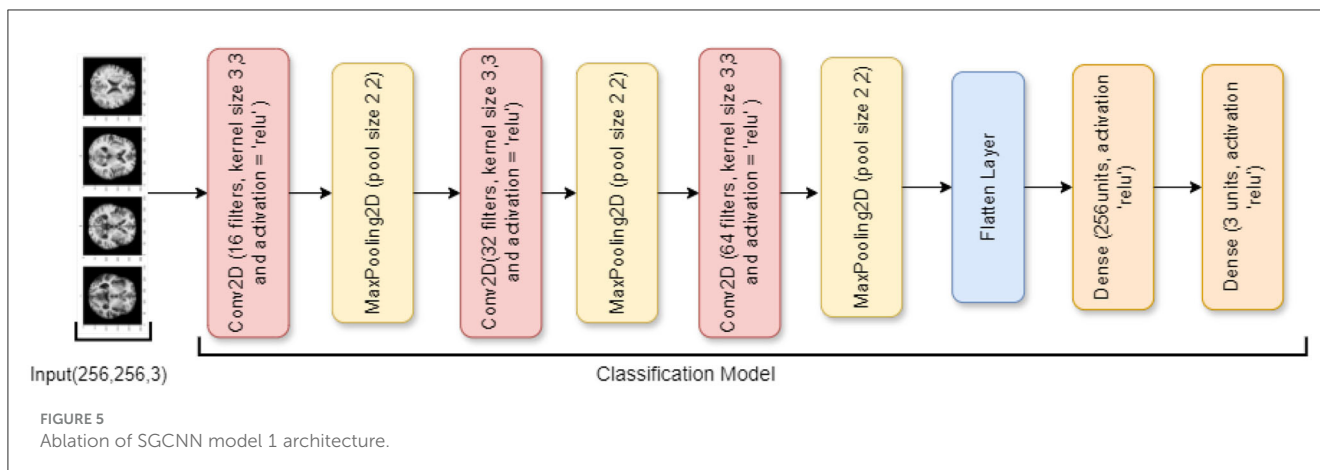 Conv2D (16 filters, kernel size 3,3
and activation = 'relu' )
MaxPooling2D (pool size 2,2)
Conv2D(32 filters, kernel size 3,3
and activation = 'relu' )
MaxPooling2D (pool size 2,2)
Conv2D (64 filters, kernel size 3,3
and activation = 'relu' )
MaxPooling2D (pool size 2,2)
Flatten Layer
Dense (256units, activation
'relu')
Dense (3 units, activation
'relu')
Input(256,256,3)
Classification Model
FIGURE 5
Ablation of SGCNN model 1 architecture.